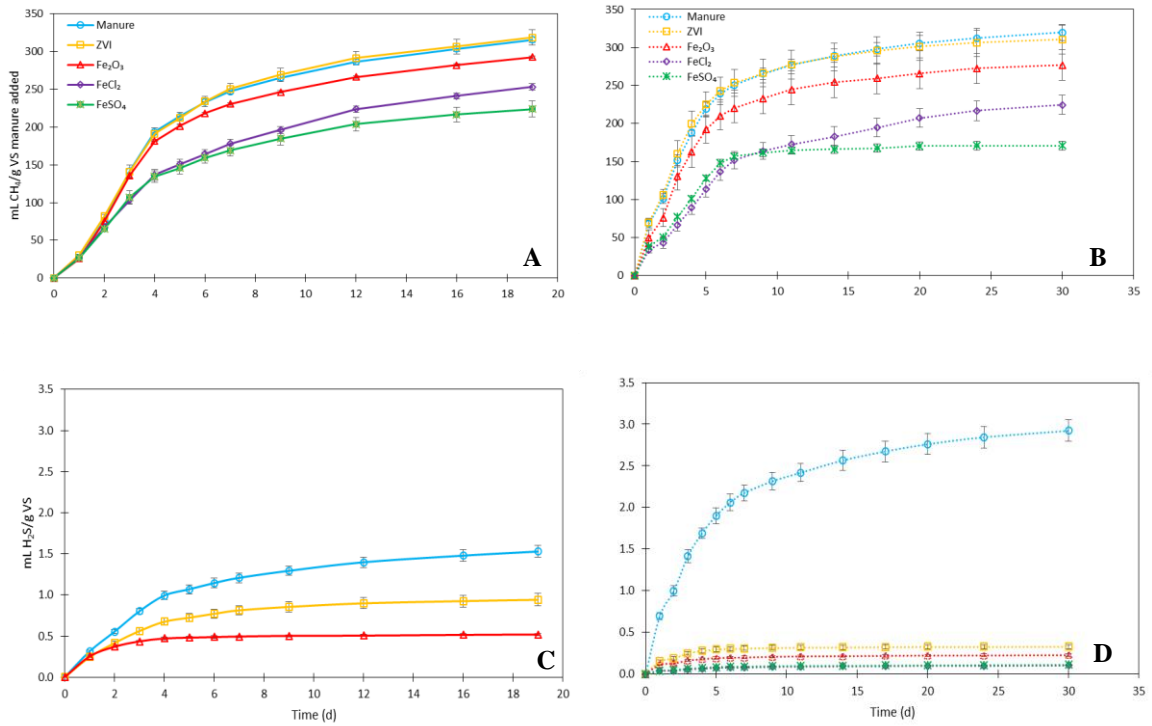 mL CH₄/g VS manure added
350
300
250
200
150
100
50
0
0 2 4 6 8 10 12 14 16 18 20
Manure
ZVI
Fe₂O₃
FeCl₂
FeSO₄
A
350
300
250
200
150
100
50
0
0 5 10 15 20 25 30 35
Manure
ZVI
Fe₂O₃
FeCl₂
FeSO₄
B
mL H₂S/g VS
3.5
3.0
2.5
2.0
1.5
1.0
0.5
0.0
0 2 4 6 8 10 12 14 16 18 20
Time (d)
C
3.5
3.0
2.5
2.0
1.5
1.0
0.5
0.0
0 5 10 15 20 25 30 35
Time (d)
D